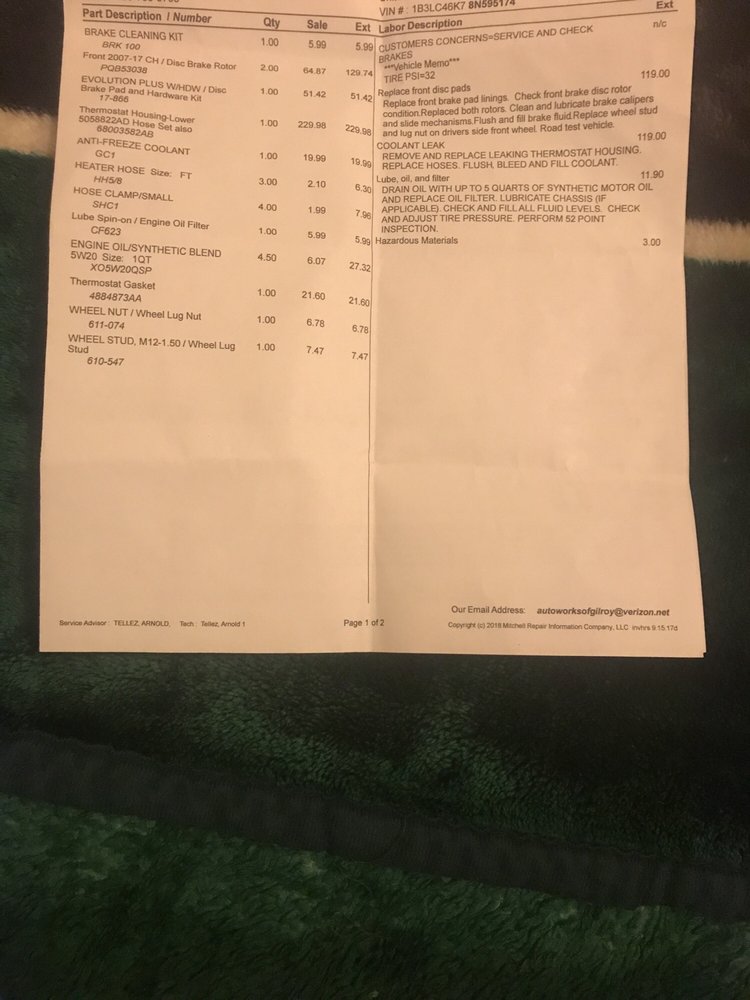 VIN # : 1B3LC46K7 8N595174
Part Description / Number Qty Sale Ext
BRAKE CLEANING KIT 1.00 5.99 5.99
BRK 100
Front 2007-17 CH / Disc Brake Rotor 2.00 64.87 129.74
PQB53038
EVOLUTION PLUS W/HDW / Disc 1.00 51.42 51.42
Brake Pad and Hardware Kit
17-866
Thermostat Housing-Lower 1.00 229.98 229.98
5058822AD Hose Set also
68003582AB
ANTI-FREEZE COOLANT 1.00 19.99 19.99
GC1
HEATER HOSE Size: FT 3.00 2.10 6.30
HH5/8
HOSE CLAMP/SMALL 4.00 1.99 7.96
SHC1
Lube Spin-on / Engine Oil Filter 1.00 5.99 5.99
CF623
ENGINE OIL/SYNTHETIC BLEND 4.50 6.07 27.32
5W20 Size: 1QT
XO5W20QSP
Thermostat Gasket 1.00 21.60 21.60
4884873AA
WHEEL NUT / Wheel Lug Nut 1.00 6.78 6.78
611-074
WHEEL STUD, M12-1.50 / Wheel Lug 1.00 7.47 7.47
Stud
610-547
Labor Description Ext
CUSTOMERS CONCERNS=SERVICE AND CHECK n/c
BRAKES
***Vehicle Memo***
TIRE PSI=32
Replace front disc pads 119.00
Replace front brake pad linings. Check front brake disc rotor
condition.Replaced both rotors. Clean and lubricate brake calipers
and slide mechanisms.Flush and fill brake fluid.Replace wheel stud
and lug nut on drivers side front wheel. Road test vehicle.
COOLANT LEAK 119.00
REMOVE AND REPLACE LEAKING THERMOSTAT HOUSING.
REPLACE HOSES. FLUSH, BLEED AND FILL COOLANT.
Lube, oil, and filter 11.90
DRAIN OIL WITH UP TO 5 QUARTS OF SYNTHETIC MOTOR OIL
AND REPLACE OIL FILTER. LUBRICATE CHASSIS (IF
APPLICABLE). CHECK AND FILL ALL FLUID LEVELS. CHECK
AND ADJUST TIRE PRESSURE. PERFORM 52 POINT
INSPECTION.
Hazardous Materials 3.00
Our Email Address: autoworksofgilroy@verizon.net
Service Advisor : TELLEZ, ARNOLD, Tech : Tellez, Arnold 1 Page 1 of 2 Copyright (c) 2018 Mitchell Repair Information Company, LLC invhrs 9.15.17d